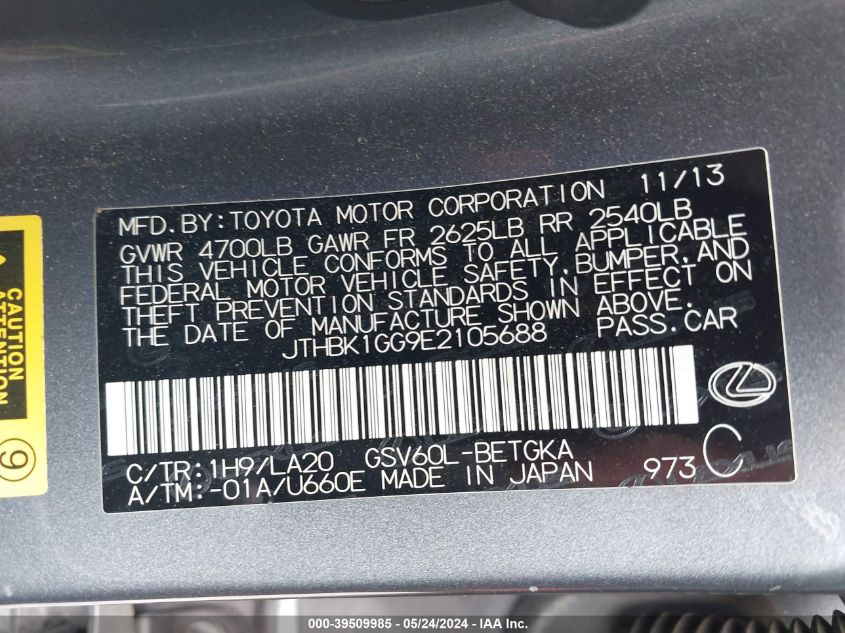 MFD.BY:TOYOTA MOTOR CORPORATION 11/13
GVWR 4700LB GAWR FR 2625LB RR 2540LB
THIS VEHICLE CONFORMS TO ALL APPLICABLE
FEDERAL MOTOR VEHICLE SAFETY,BUMPER,AND
THEFT PREVENTION STANDARDS IN EFFECT ON
THE DATE OF MANUFACTURE SHOWN ABOVE.
JTHBK1GG9E2105688 PASS.CAR
C/TR:1H9/LA20 GSV60L-BETGKA
A/TM:-01A/U660E MADE IN JAPAN 973 C
CAUTION
ATTENTION
9
000-39509985 - 05/24/2024 - © IAA Inc.